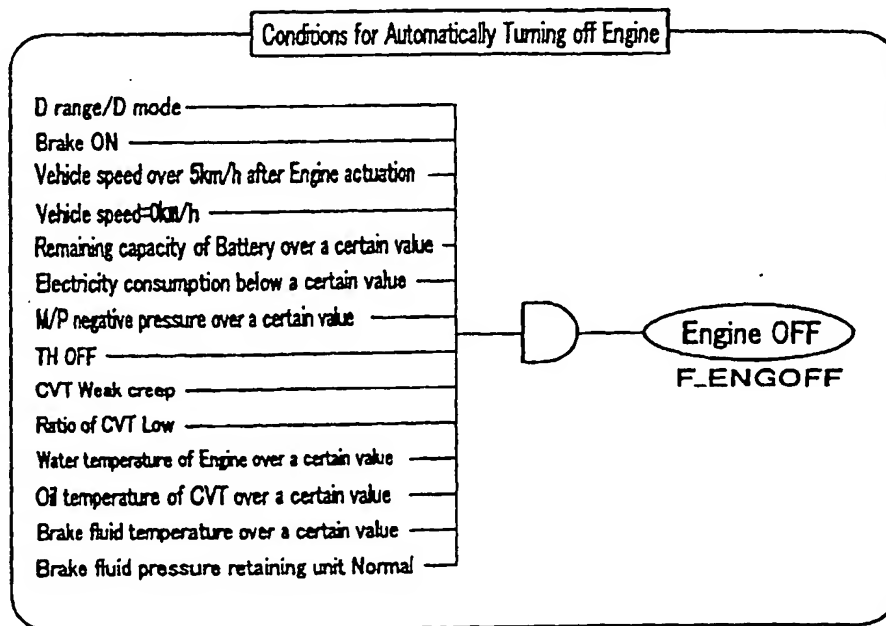 Conditions for Automatically Turning off Engine
D range/D mode
Brake ON
Vehicle speed over 5km/h after Engine actuation
Vehicle speed=0km/h
Remaining capacity of Battery over a certain value
Electricity consumption below a certain value
M/P negative pressure over a certain value
TH OFF
CVT Weak creep
Ratio of CVT Low
Water temperature of Engine over a certain value
Oil temperature of CVT over a certain value
Brake fluid temperature over a certain value
Brake fluid pressure retaining unit Normal
Engine OFF
F_ENGOFF